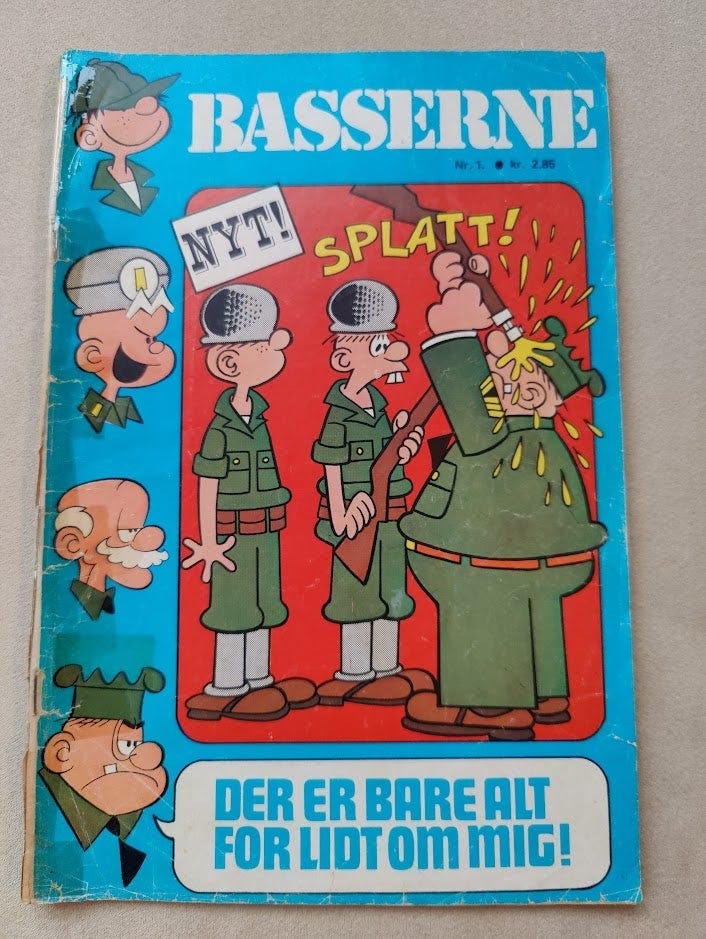 BASSERNE
Nr. 1. ● kr. 2.85
NYT!
SPLATT!
DER ER BARE ALT
FOR LIDT OM MIG!